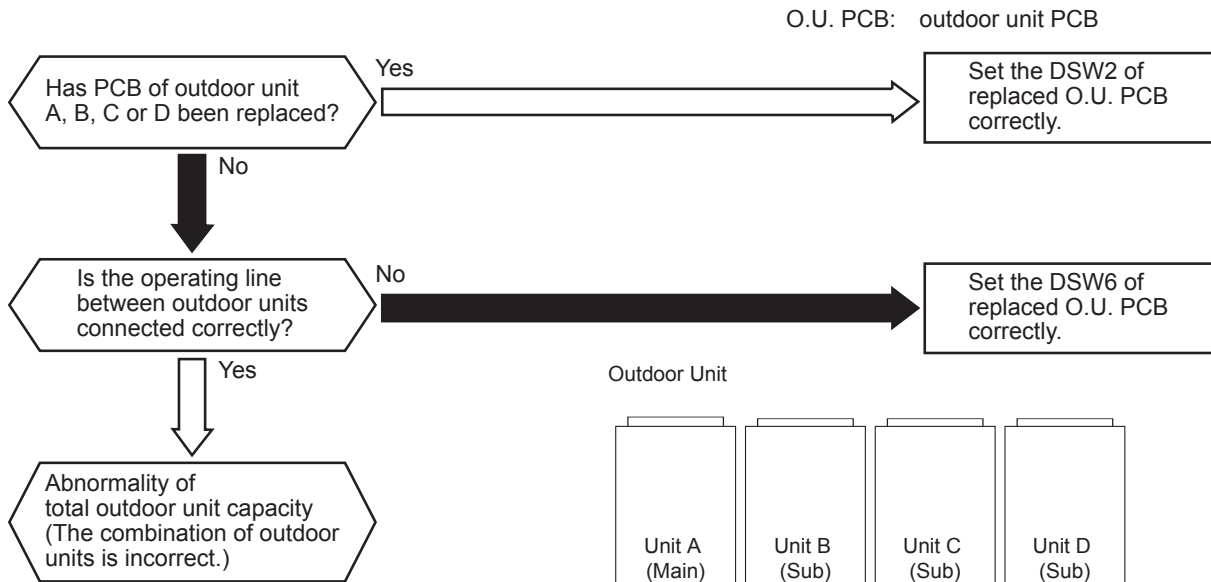 O.U. PCB: outdoor unit PCB
Has PCB of outdoor unit
A, B, C or D been replaced?
Yes
Set the DSW2 of
replaced O.U. PCB
correctly.
No
Is the operating line
between outdoor units
connected correctly?
No
Set the DSW6 of
replaced O.U. PCB
correctly.
Yes
Outdoor Unit
Abnormality of
total outdoor unit capacity
(The combination of outdoor
units is incorrect.)
Unit A
(Main)
Unit B
(Sub)
Unit C
(Sub)
Unit D
(Sub)